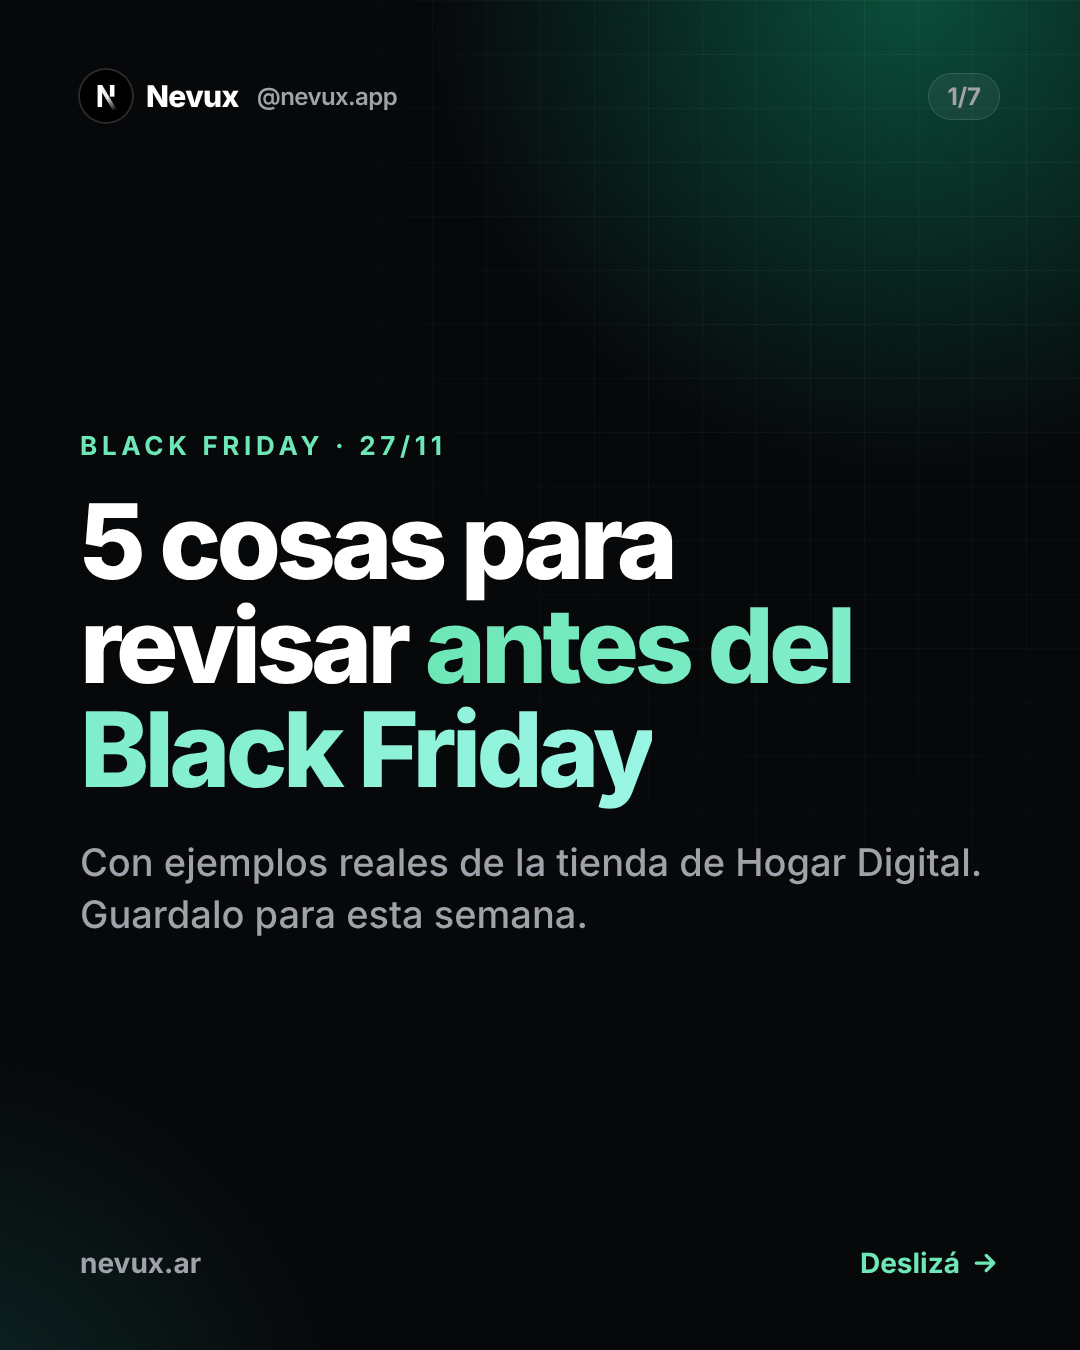 N Nevux @nevux.app 1/7
BLACK FRIDAY · 27/11
5 cosas para
revisar antes del
Black Friday
Con ejemplos reales de la tienda de Hogar Digital.
Guardalo para esta semana.
nevux.ar Deslizá →